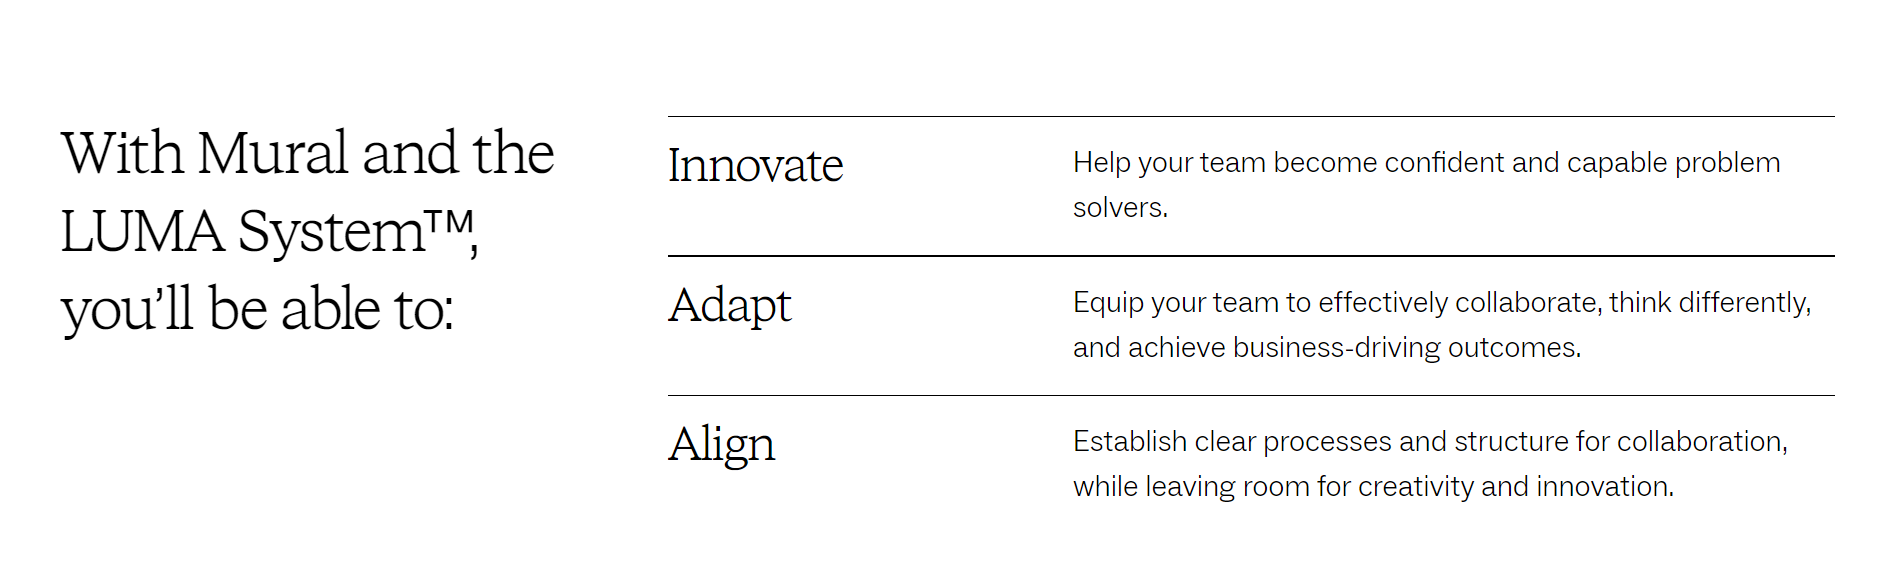 With Mural and the
LUMA System™,
you’ll be able to:
Innovate
Help your team become confident and capable problem
solvers.
Adapt
Equip your team to effectively collaborate, think differently,
and achieve business-driving outcomes.
Align
Establish clear processes and structure for collaboration,
while leaving room for creativity and innovation.